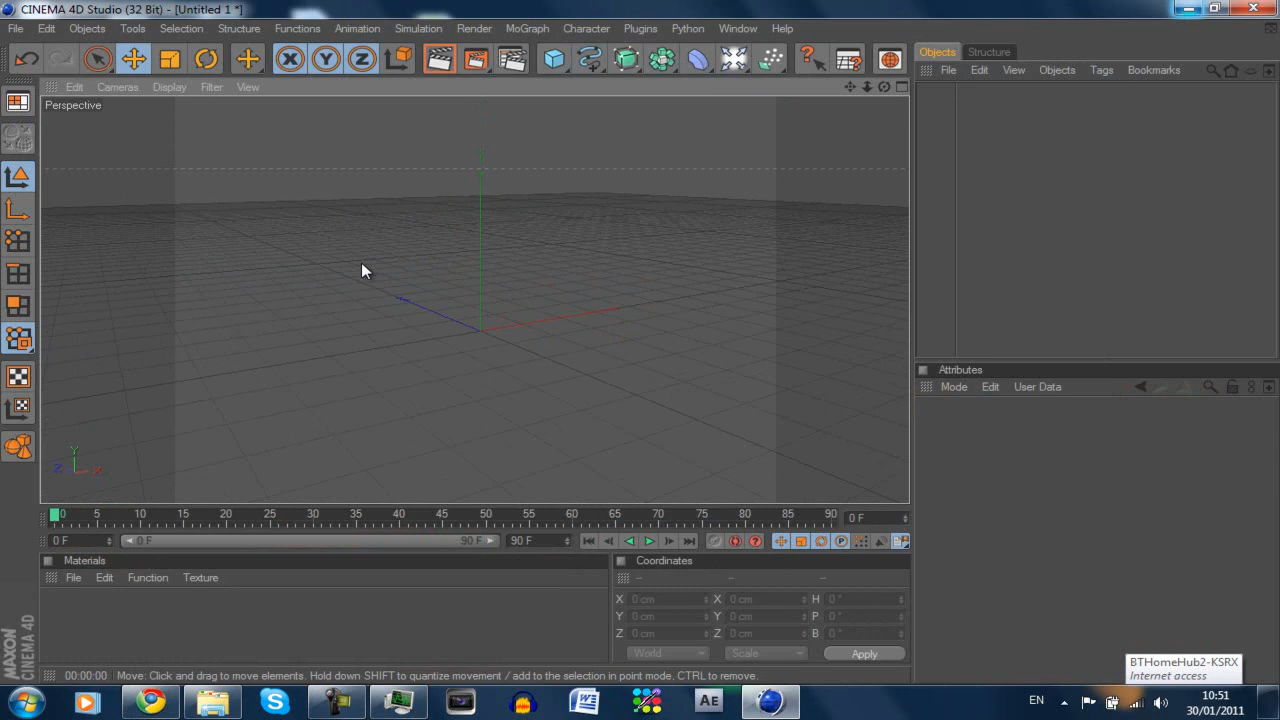 CINEMA 4D Studio (32 Bit) - [Untitled 1 *]
File Edit Objects Tools Selection Structure Functions Animation Simulation Render MoGraph Character Plugins Python Window Help
X Y Z
Objects Structure
File Edit View Objects Tags Bookmarks
Edit Cameras Display Filter View
Perspective
Y
Y
Z X
Attributes
Mode Edit User Data
0 5 10 15 20 25 30 35 40 45 50 55 60 65 70 75 80 85 90
0 F
0 F 0 F 90 F 90 F
P
Materials
Coordinates
File Edit Function Texture
-- -- --
X 0 cm X 0 cm H 0 °
Y 0 cm Y 0 cm P 0 °
Z 0 cm Z 0 cm B 0 °
World Scale Apply
MAXON
CINEMA 4D
00:00:00 Move: Click and drag to move elements. Hold down SHIFT to quantize movement / add to the selection in point mode. CTRL to remove.
BTHomeHub2-KSRX
Internet access
AE
EN
10:51
30/01/2011